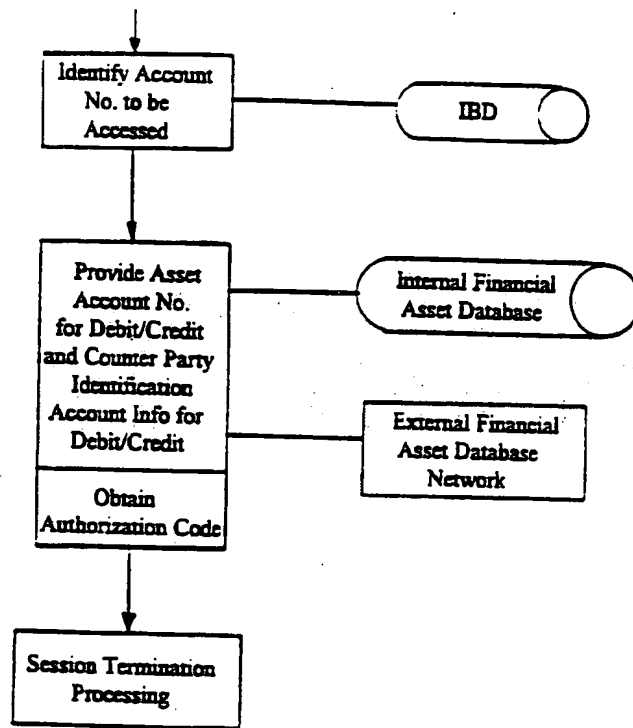 Identify Account
No. to be
Accessed
IBD
Provide Asset
Account No.
for Debit/Credit
and Counter Party
Identification
Account Info for
Debit/Credit
Internal Financial
Asset Database
External Financial
Asset Database
Network
Obtain
Authorization Code
Session Termination
Processing